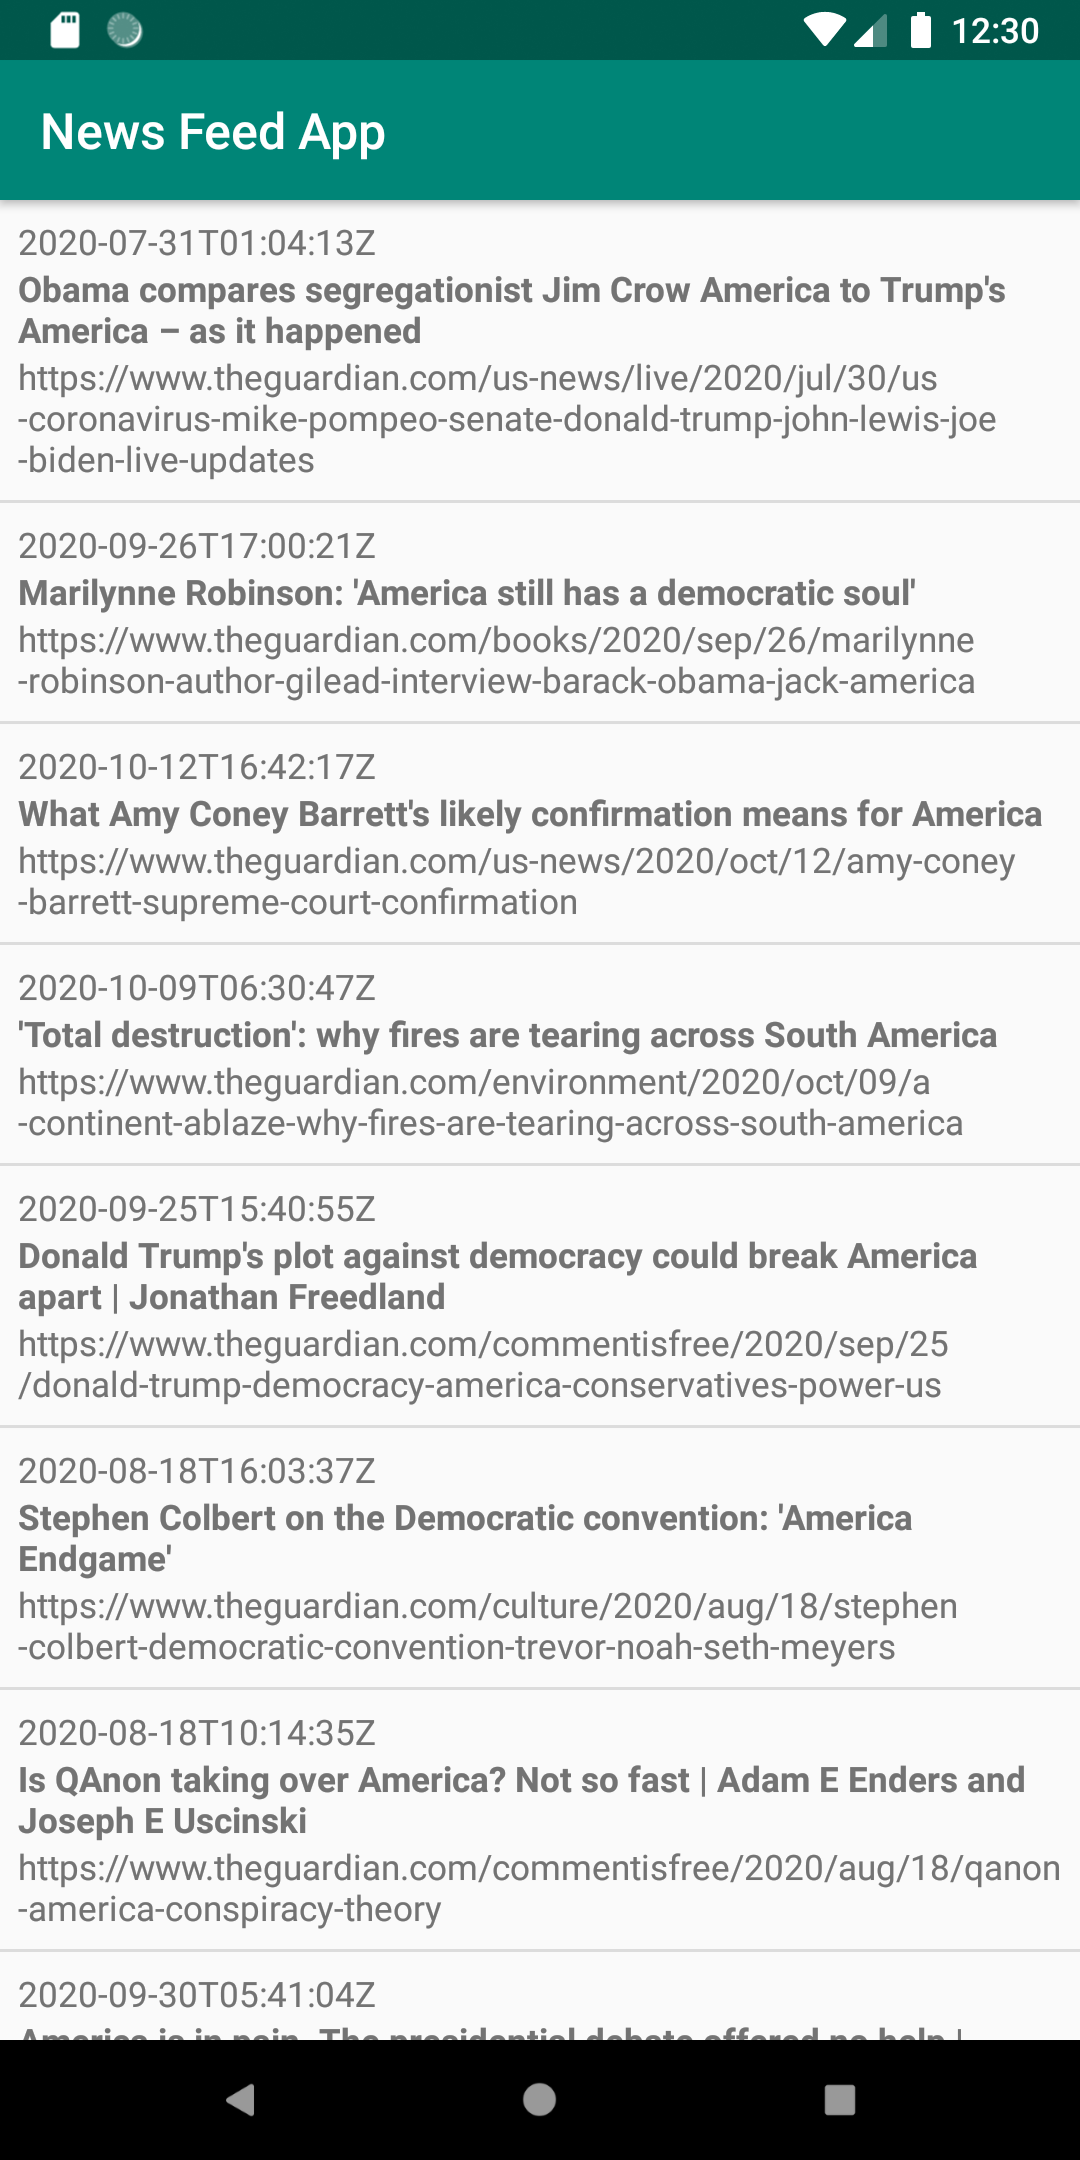 12:30
News Feed App
2020-07-31T01:04:13Z
Obama compares segregationist Jim Crow America to Trump's
America – as it happened
https://www.theguardian.com/us-news/live/2020/jul/30/us
-coronavirus-mike-pompeo-senate-donald-trump-john-lewis-joe
-biden-live-updates
2020-09-26T17:00:21Z
Marilynne Robinson: 'America still has a democratic soul'
https://www.theguardian.com/books/2020/sep/26/marilynne
-robinson-author-gilead-interview-barack-obama-jack-america
2020-10-12T16:42:17Z
What Amy Coney Barrett's likely confirmation means for America
https://www.theguardian.com/us-news/2020/oct/12/amy-coney
-barrett-supreme-court-confirmation
2020-10-09T06:30:47Z
'Total destruction': why fires are tearing across South America
https://www.theguardian.com/environment/2020/oct/09/a
-continent-ablaze-why-fires-are-tearing-across-south-america
2020-09-25T15:40:55Z
Donald Trump's plot against democracy could break America
apart | Jonathan Freedland
https://www.theguardian.com/commentisfree/2020/sep/25
/donald-trump-democracy-america-conservatives-power-us
2020-08-18T16:03:37Z
Stephen Colbert on the Democratic convention: 'America
Endgame'
https://www.theguardian.com/culture/2020/aug/18/stephen
-colbert-democratic-convention-trevor-noah-seth-meyers
2020-08-18T10:14:35Z
Is QAnon taking over America? Not so fast | Adam E Enders and
Joseph E Uscinski
https://www.theguardian.com/commentisfree/2020/aug/18/qanon
-america-conspiracy-theory
2020-09-30T05:41:04Z
America is in pain. The presidential debate offered no help |